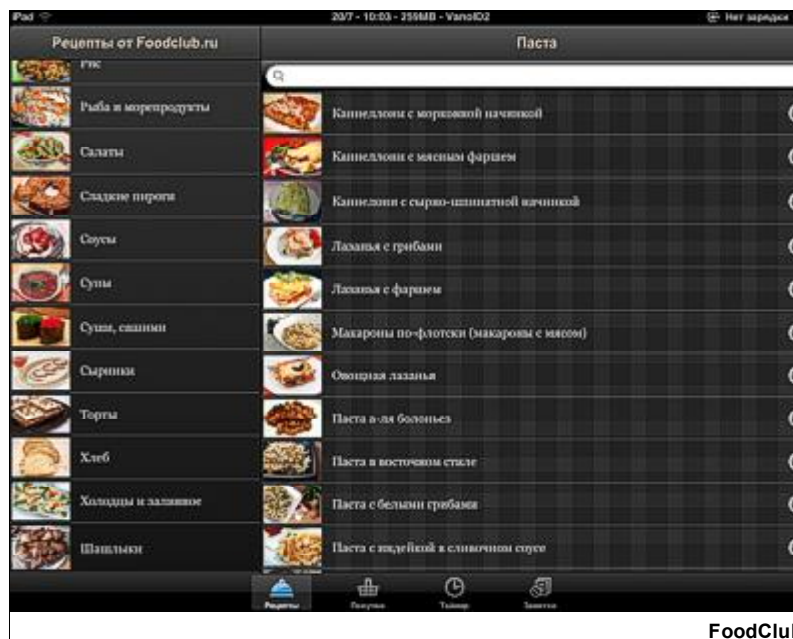 iPad
20/7 - 10:03 - 259MB - VanoID2
Нет зарядки
Рецепты от Foodclub.ru
Паста
Рис
Рыба и морепродукты
Салаты
Сладкие пироги
Соусы
Супы
Суши, сашими
Сырники
Торты
Хлеб
Холодцы и заливное
Шашлыки
Каннеллони с морковной начинкой
Каннеллони с мясным фаршем
Каннелони с сырно-шпинатной начинкой
Лазанья с грибами
Лазанья с фаршем
Макароны по-флотски (макароны с мясом)
Овощная лазанья
Паста а-ля болоньез
Паста в восточном стиле
Паста с белыми грибами
Паста с индейкой в сливочном соусе
Рецепты
Покупки
Таймер
Заметки
FoodClu